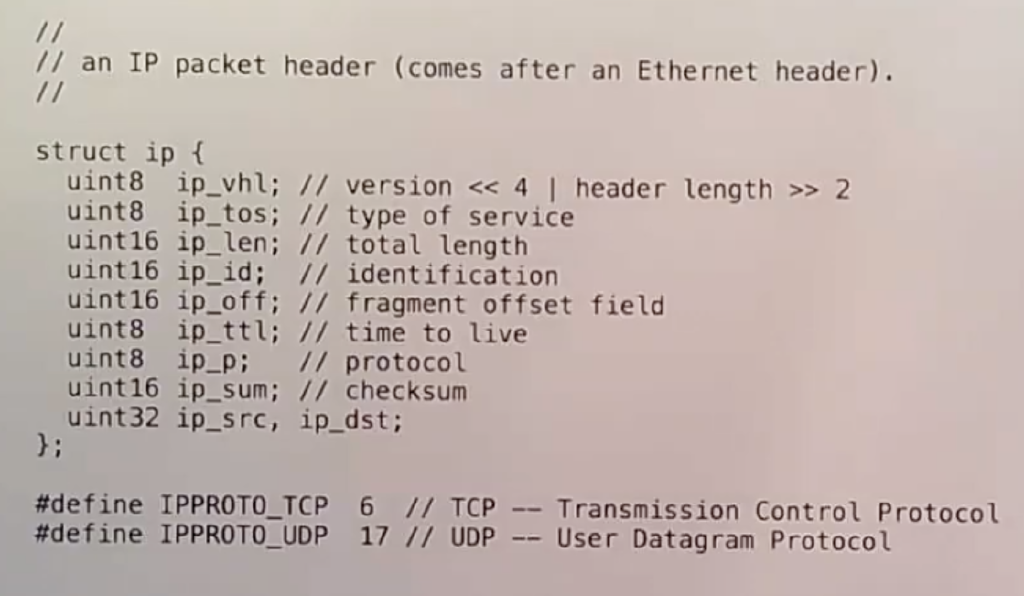 //
// an IP packet header (comes after an Ethernet header).
//
struct ip {
  uint8  ip_vhl; // version << 4 | header length >> 2
  uint8  ip_tos; // type of service
  uint16 ip_len; // total length
  uint16 ip_id;  // identification
  uint16 ip_off; // fragment offset field
  uint8  ip_ttl; // time to live
  uint8  ip_p;   // protocol
  uint16 ip_sum; // checksum
  uint32 ip_src, ip_dst;
};
#define IPPROTO_TCP  6  // TCP -- Transmission Control Protocol
#define IPPROTO_UDP  17 // UDP -- User Datagram Protocol